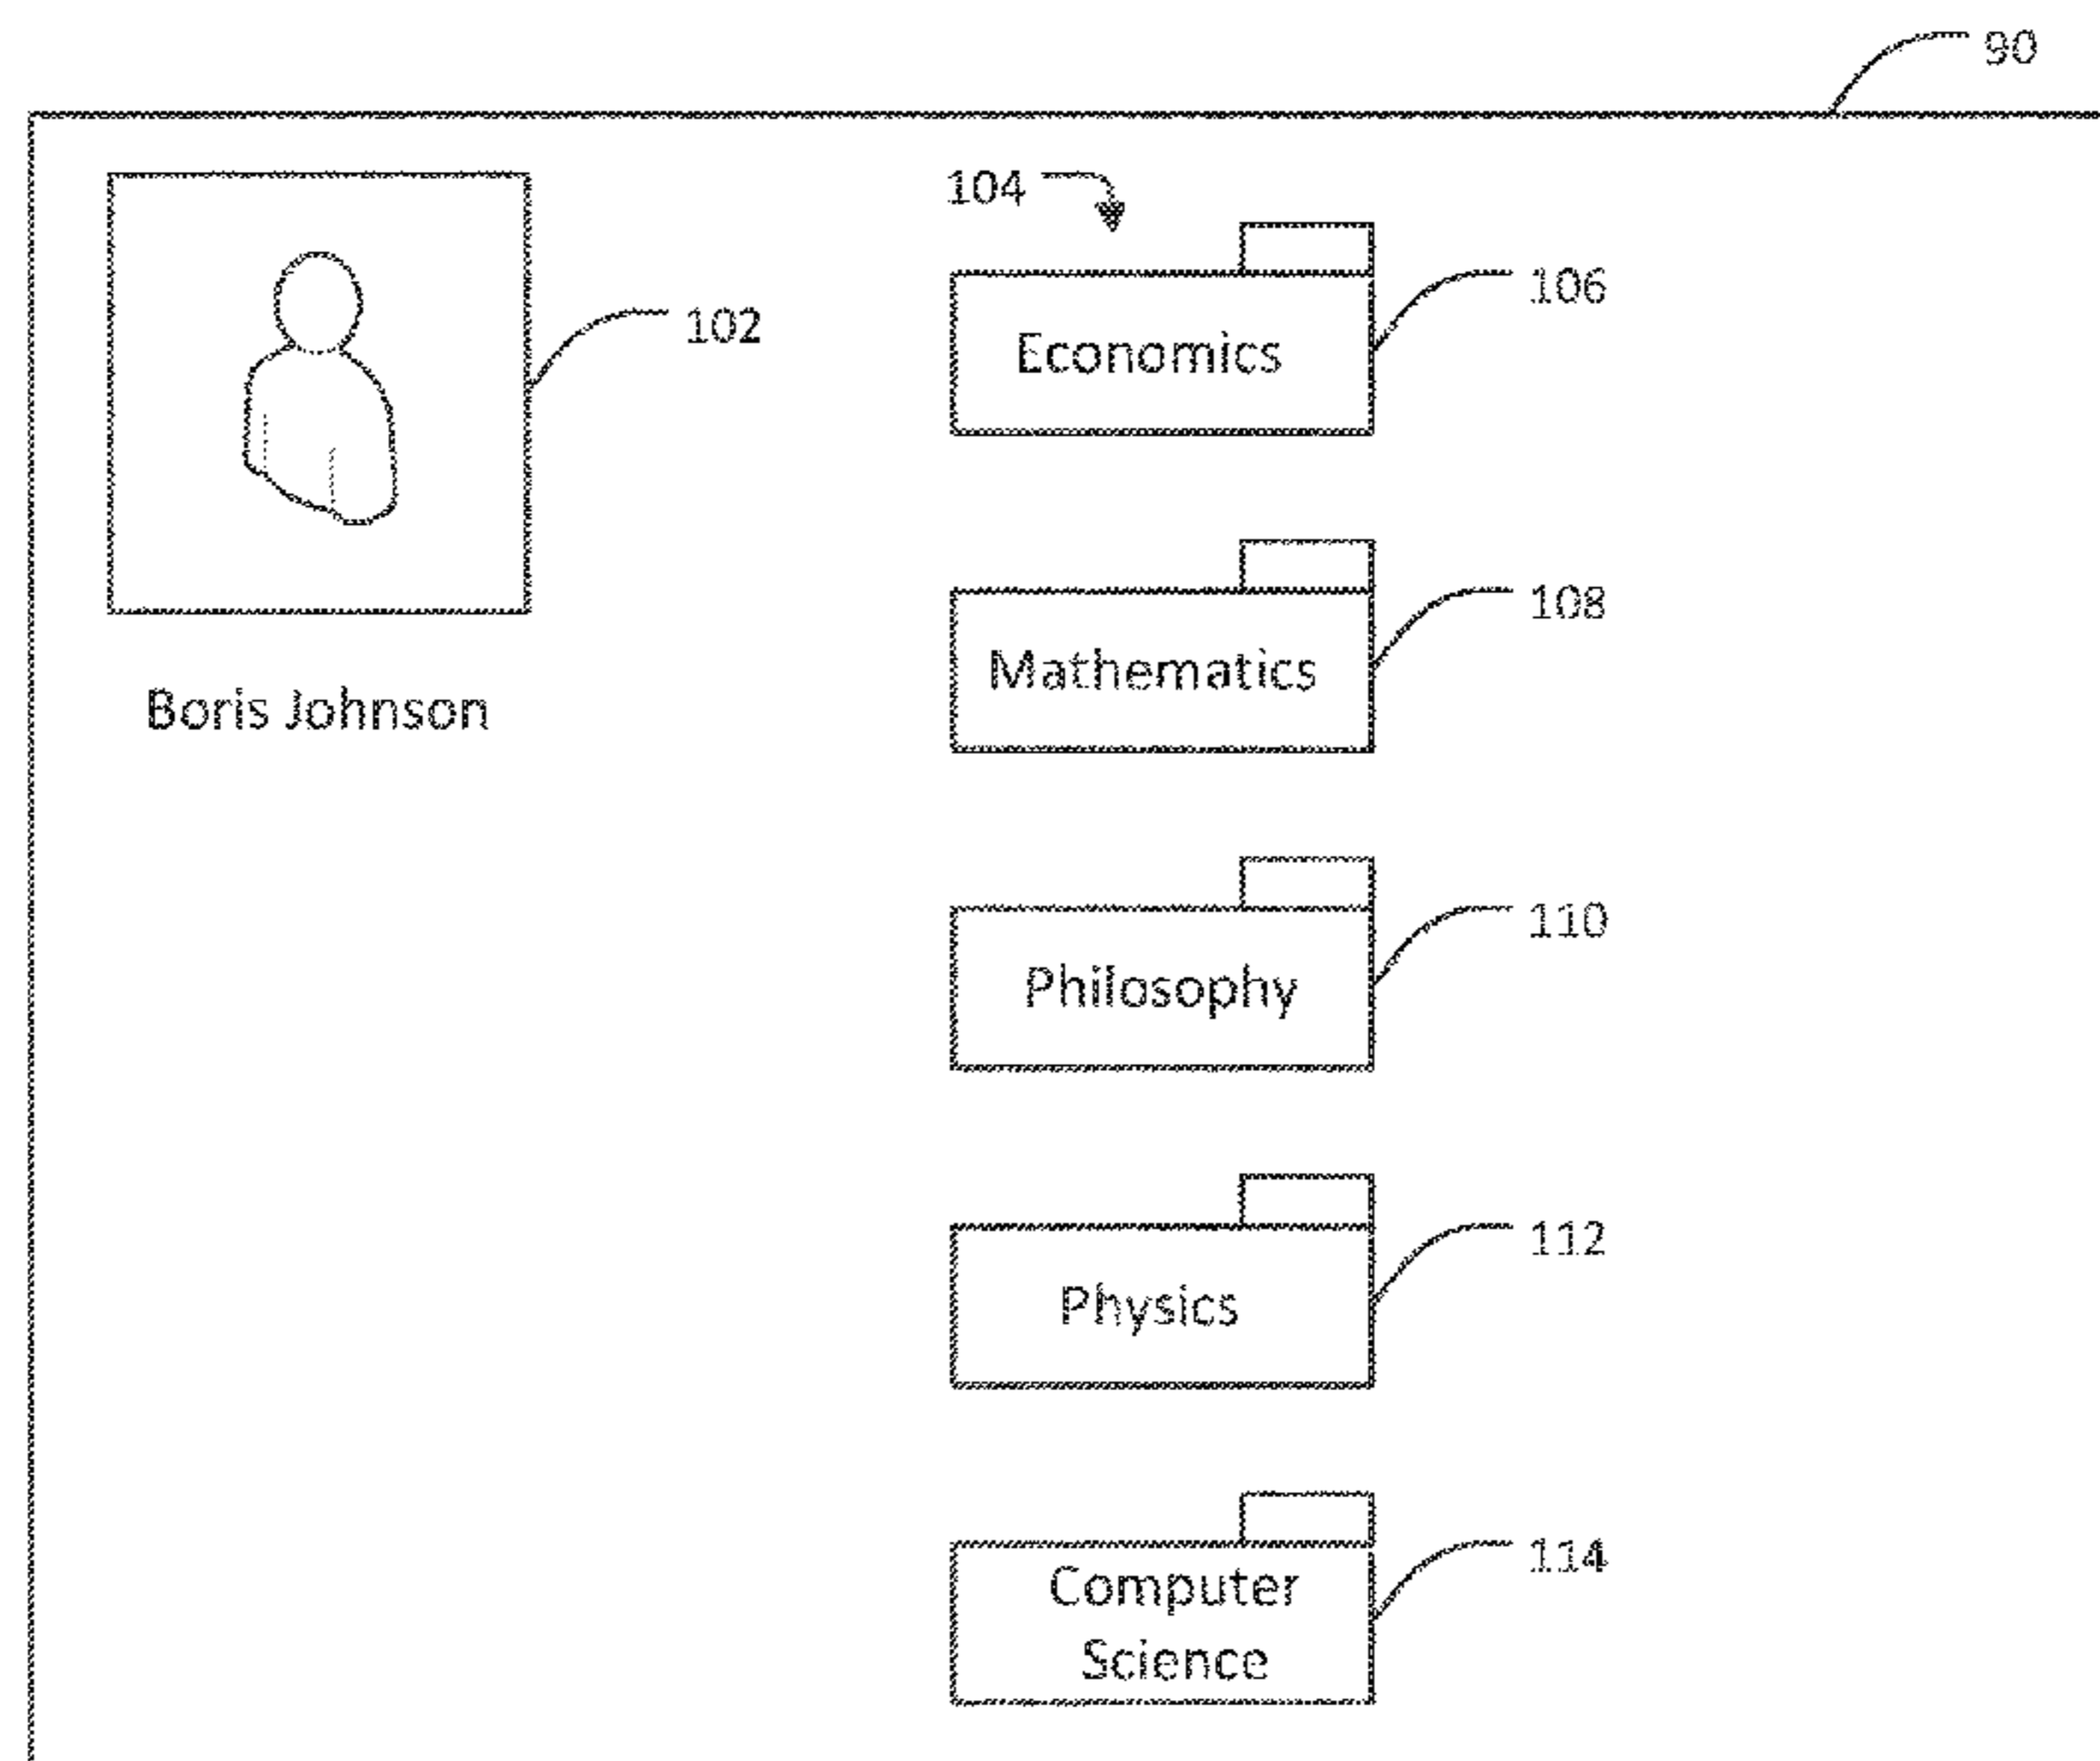 90
104
106
Economics
102
108
Mathematics
Boris Johnson
110
Philosophy
112
Physics
114
Computer
Science